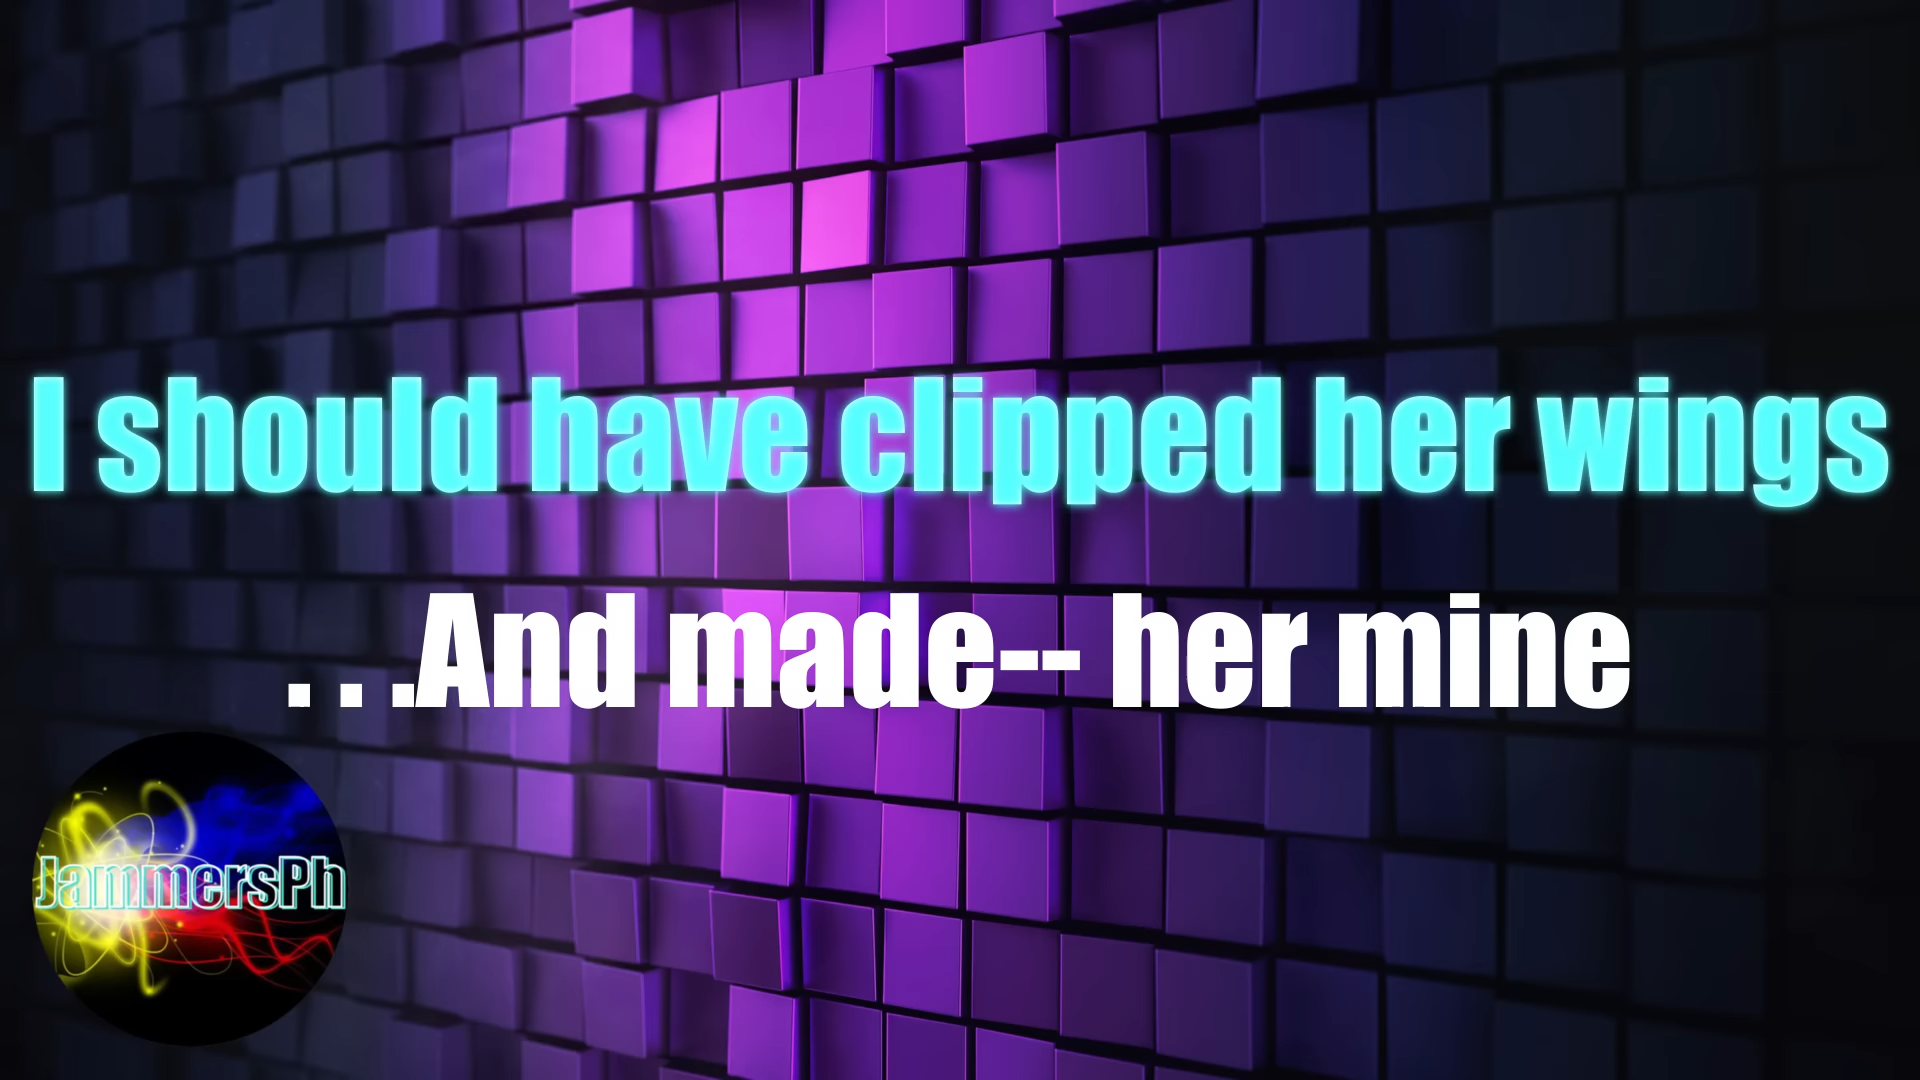 I should have clipped her wings
. . .And made-- her mine
JammersPh